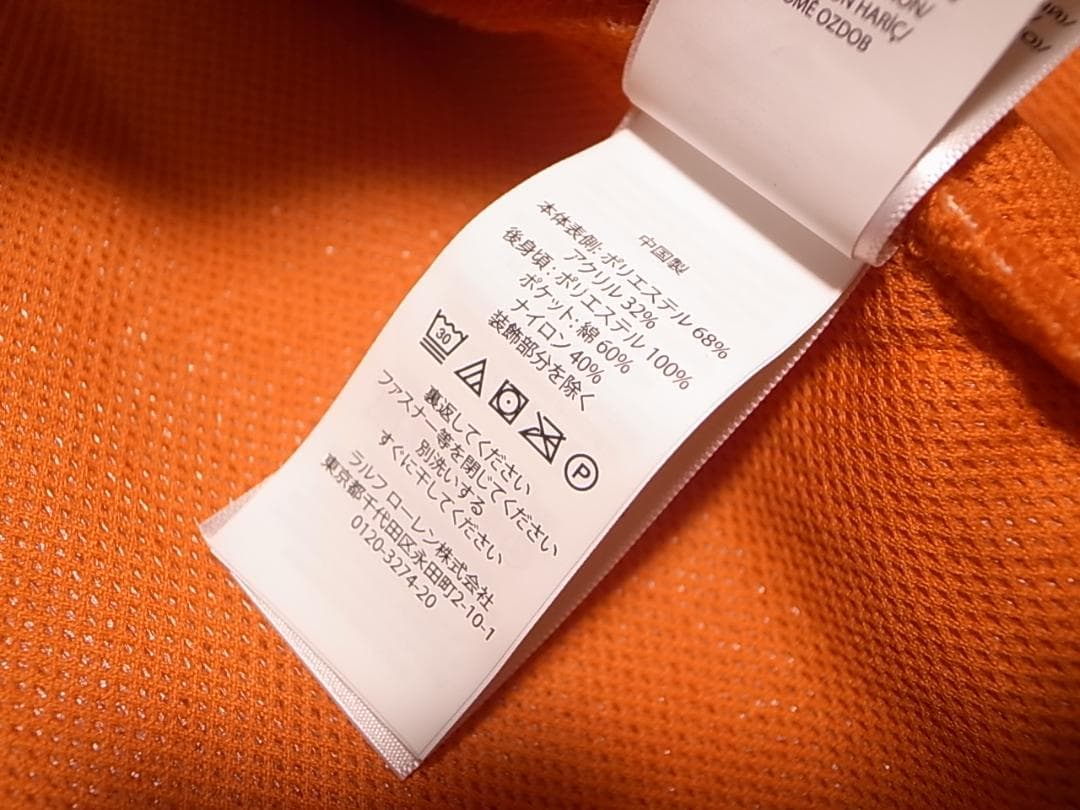 ON/
ON HARİÇ/
OME OZDOB
中国製
本体表側: ポリエステル 68%
アクリル 32%
後身頃 : ポリエステル 100%
ポケット: 綿 60%
ナイロン 40%
装飾部分を除く
30
P
裏返してください
ファスナー等を閉じてください
別洗いする
すぐに干してください
ラルフ ローレン株式会社
東京都千代田区永田町2-10-1
0120-3274-20